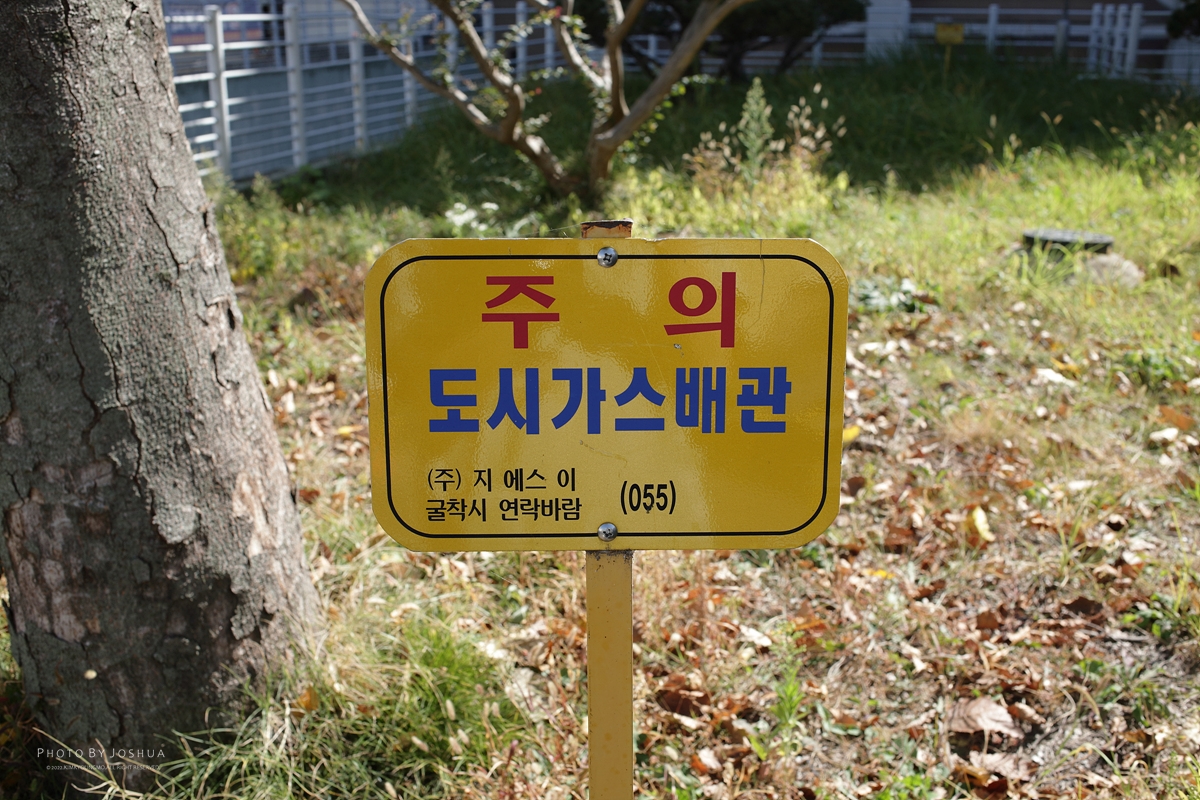 주 의
도시가스배관
(주) 지 에스 이
굴착시 연락바람 (055)
PHOTO BY JOSHUA